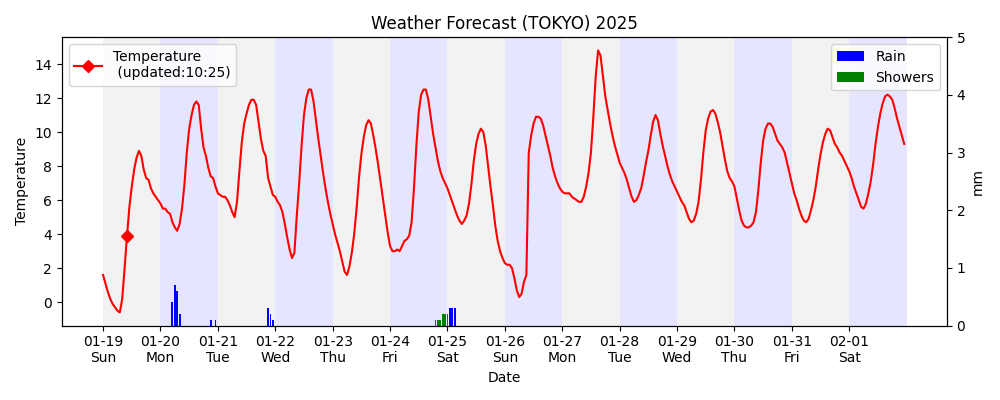 Weather Forecast (TOKYO) 2025
Temperature
(updated:10:25)
Rain
Showers
Temperature
14
12
10
8
6
4
2
0
5
4
3
2
1
0
mm
01-19 01-20 01-21 01-22 01-23 01-24 01-25 01-26 01-27 01-28 01-29 01-30 01-31 02-01
Sun Mon Tue Wed Thu Fri Sat Sun Mon Tue Wed Thu Fri Sat
Date